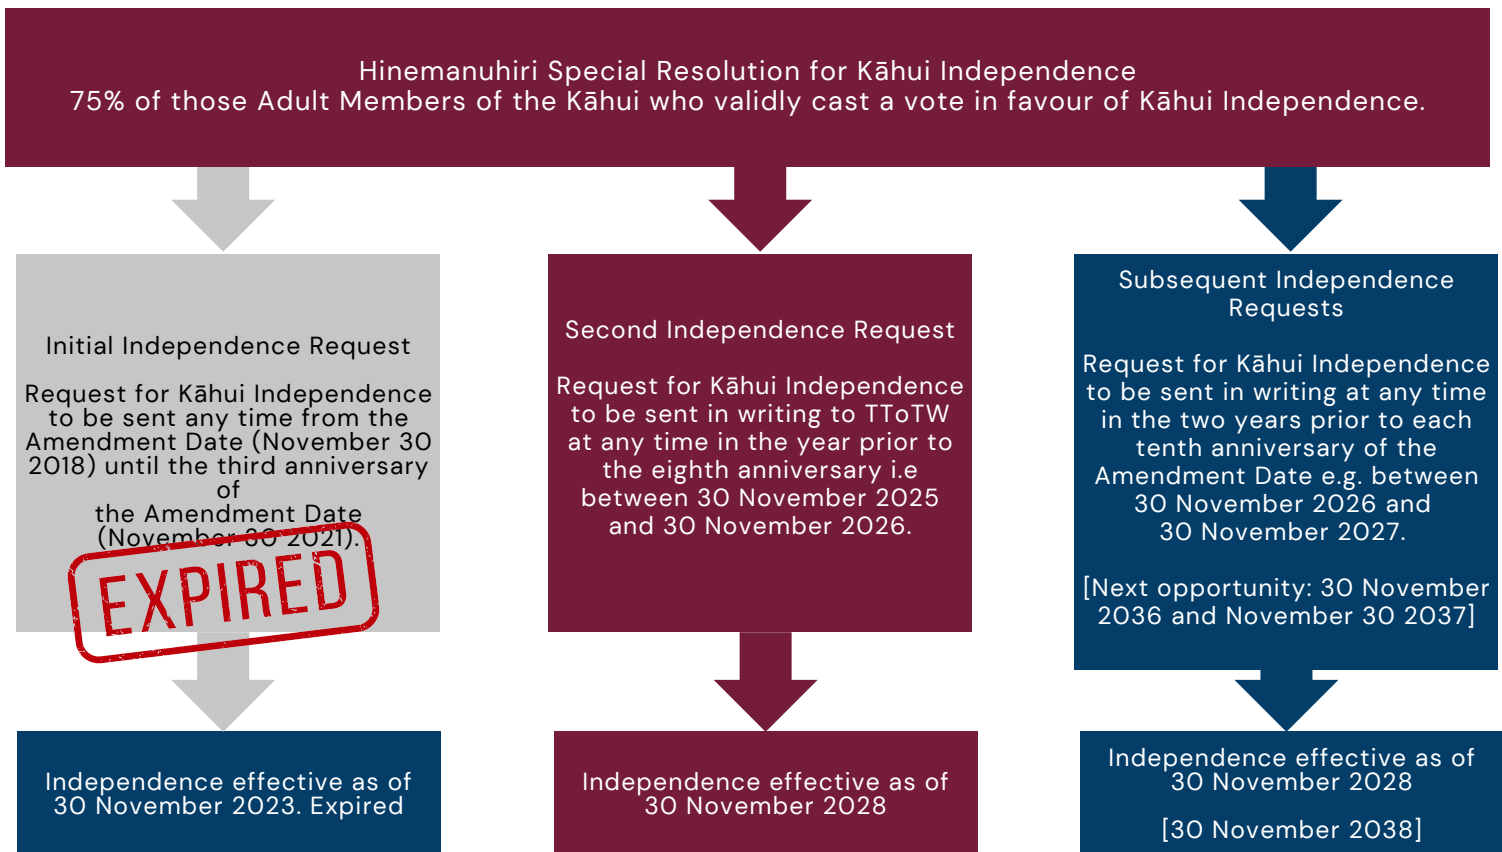 Hinemanuhiri Special Resolution for Kāhui Independence
75% of those Adult Members of the Kāhui who validly cast a vote in favour of Kāhui Independence.
Initial Independence Request
Request for Kāhui Independence
to be sent any time from the
Amendment Date (November 30
2018) until the third anniversary
of
the Amendment Date
(November 30 2021).
EXPIRED
Independence effective as of
30 November 2023. Expired
Second Independence Request
Request for Kāhui Independence
to be sent in writing to TToTW
at any time in the year prior to
the eighth anniversary i.e
between 30 November 2025
and 30 November 2026.
Independence effective as of
30 November 2028
Subsequent Independence
Requests
Request for Kāhui Independence
to be sent in writing at any time
in the two years prior to each
tenth anniversary of the
Amendment Date e.g. between
30 November 2026 and
30 November 2027.
[Next opportunity: 30 November
2036 and November 30 2037]
Independence effective as of
30 November 2028
[30 November 2038]